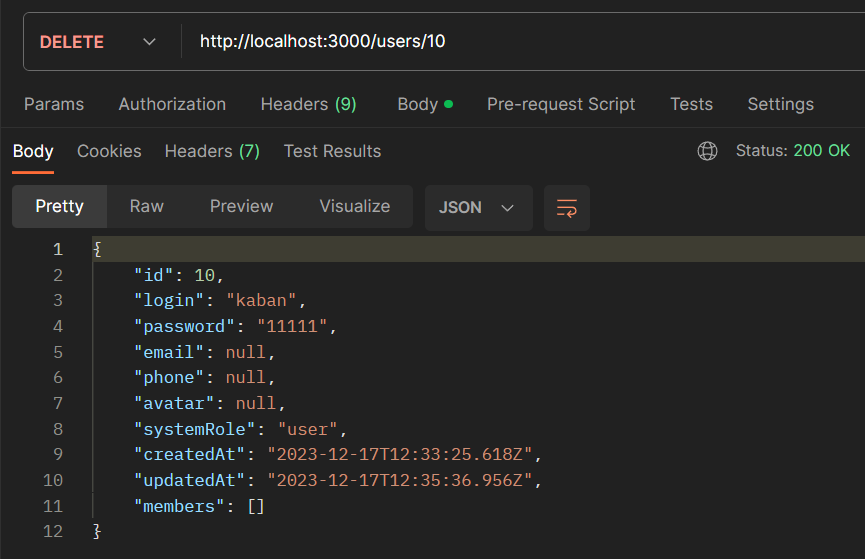 DELETE http://localhost:3000/users/10
Params Authorization Headers (9) Body Pre-request Script Tests Settings
Body Cookies Headers (7) Test Results Status: 200 OK
Pretty Raw Preview Visualize JSON
1 {
2 "id": 10,
3 "login": "kaban",
4 "password": "11111",
5 "email": null,
6 "phone": null,
7 "avatar": null,
8 "systemRole": "user",
9 "createdAt": "2023-12-17T12:33:25.618Z",
10 "updatedAt": "2023-12-17T12:35:36.956Z",
11 "members": []
12 }